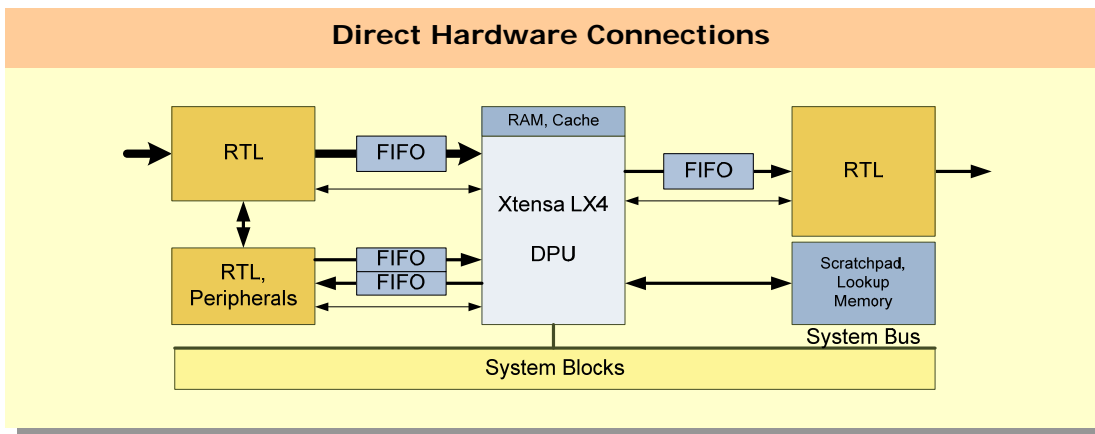 Direct Hardware Connections
RTL
FIFO
RAM, Cache
Xtensa LX4
DPU
FIFO
RTL
RTL,
Peripherals
FIFO
FIFO
Scratchpad,
Lookup
Memory
System Bus
System Blocks